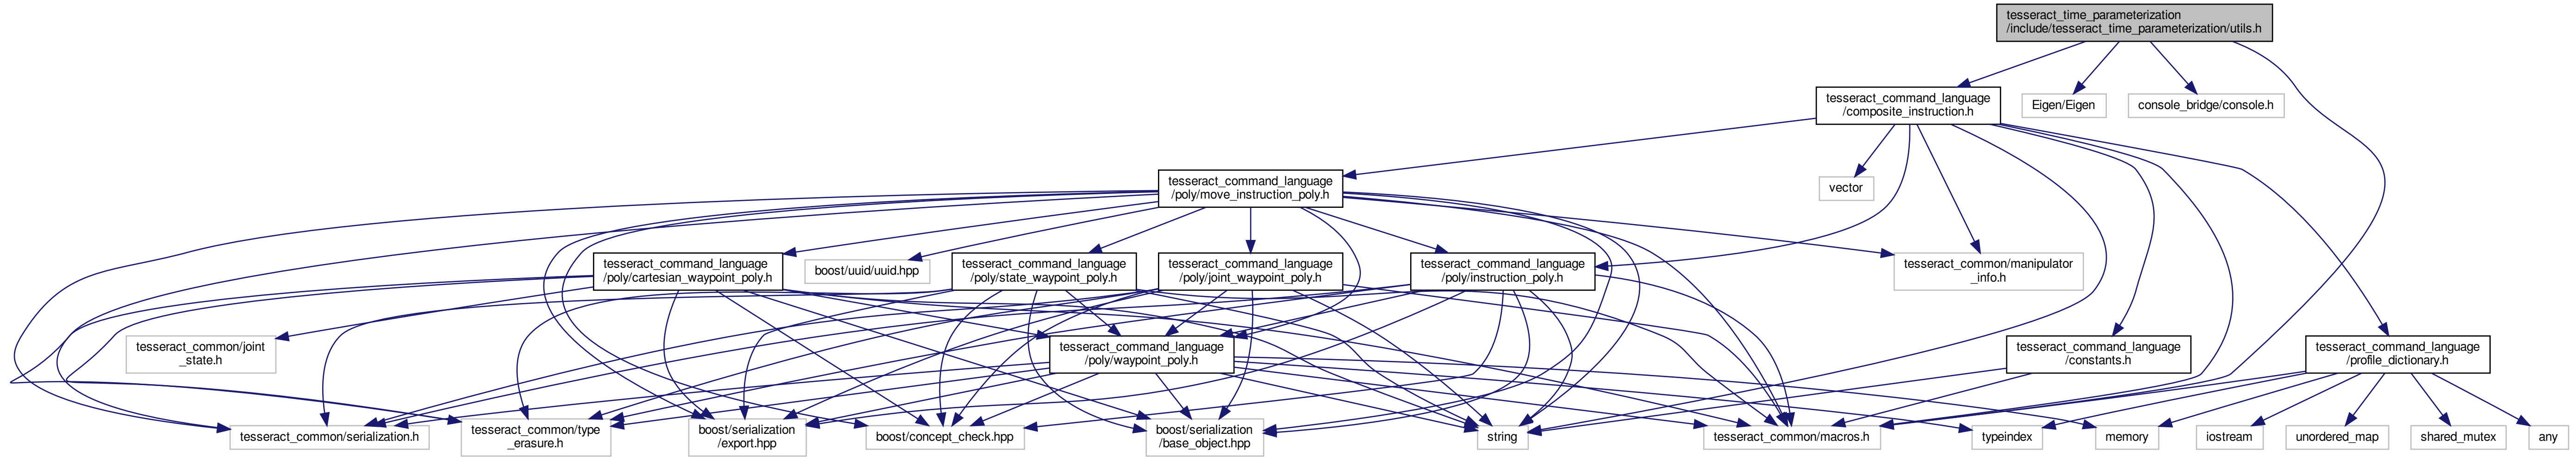 tesseract_time_parameterization
/include/tesseract_time_parameterization/utils.h
tesseract_command_language
/composite_instruction.h
Eigen/Eigen
console_bridge/console.h
tesseract_command_language
/poly/move_instruction_poly.h
vector
tesseract_command_language
/poly/cartesian_waypoint_poly.h
boost/uuid/uuid.hpp
tesseract_command_language
/poly/state_waypoint_poly.h
tesseract_command_language
/poly/joint_waypoint_poly.h
tesseract_command_language
/poly/instruction_poly.h
tesseract_common/manipulator
_info.h
tesseract_common/joint
_state.h
tesseract_command_language
/poly/waypoint_poly.h
tesseract_command_language
/constants.h
tesseract_command_language
/profile_dictionary.h
tesseract_common/serialization.h
tesseract_common/type
_erasure.h
boost/serialization
/export.hpp
boost/concept_check.hpp
boost/serialization
/base_object.hpp
string
tesseract_common/macros.h
typeindex
memory
iostream
unordered_map
shared_mutex
any